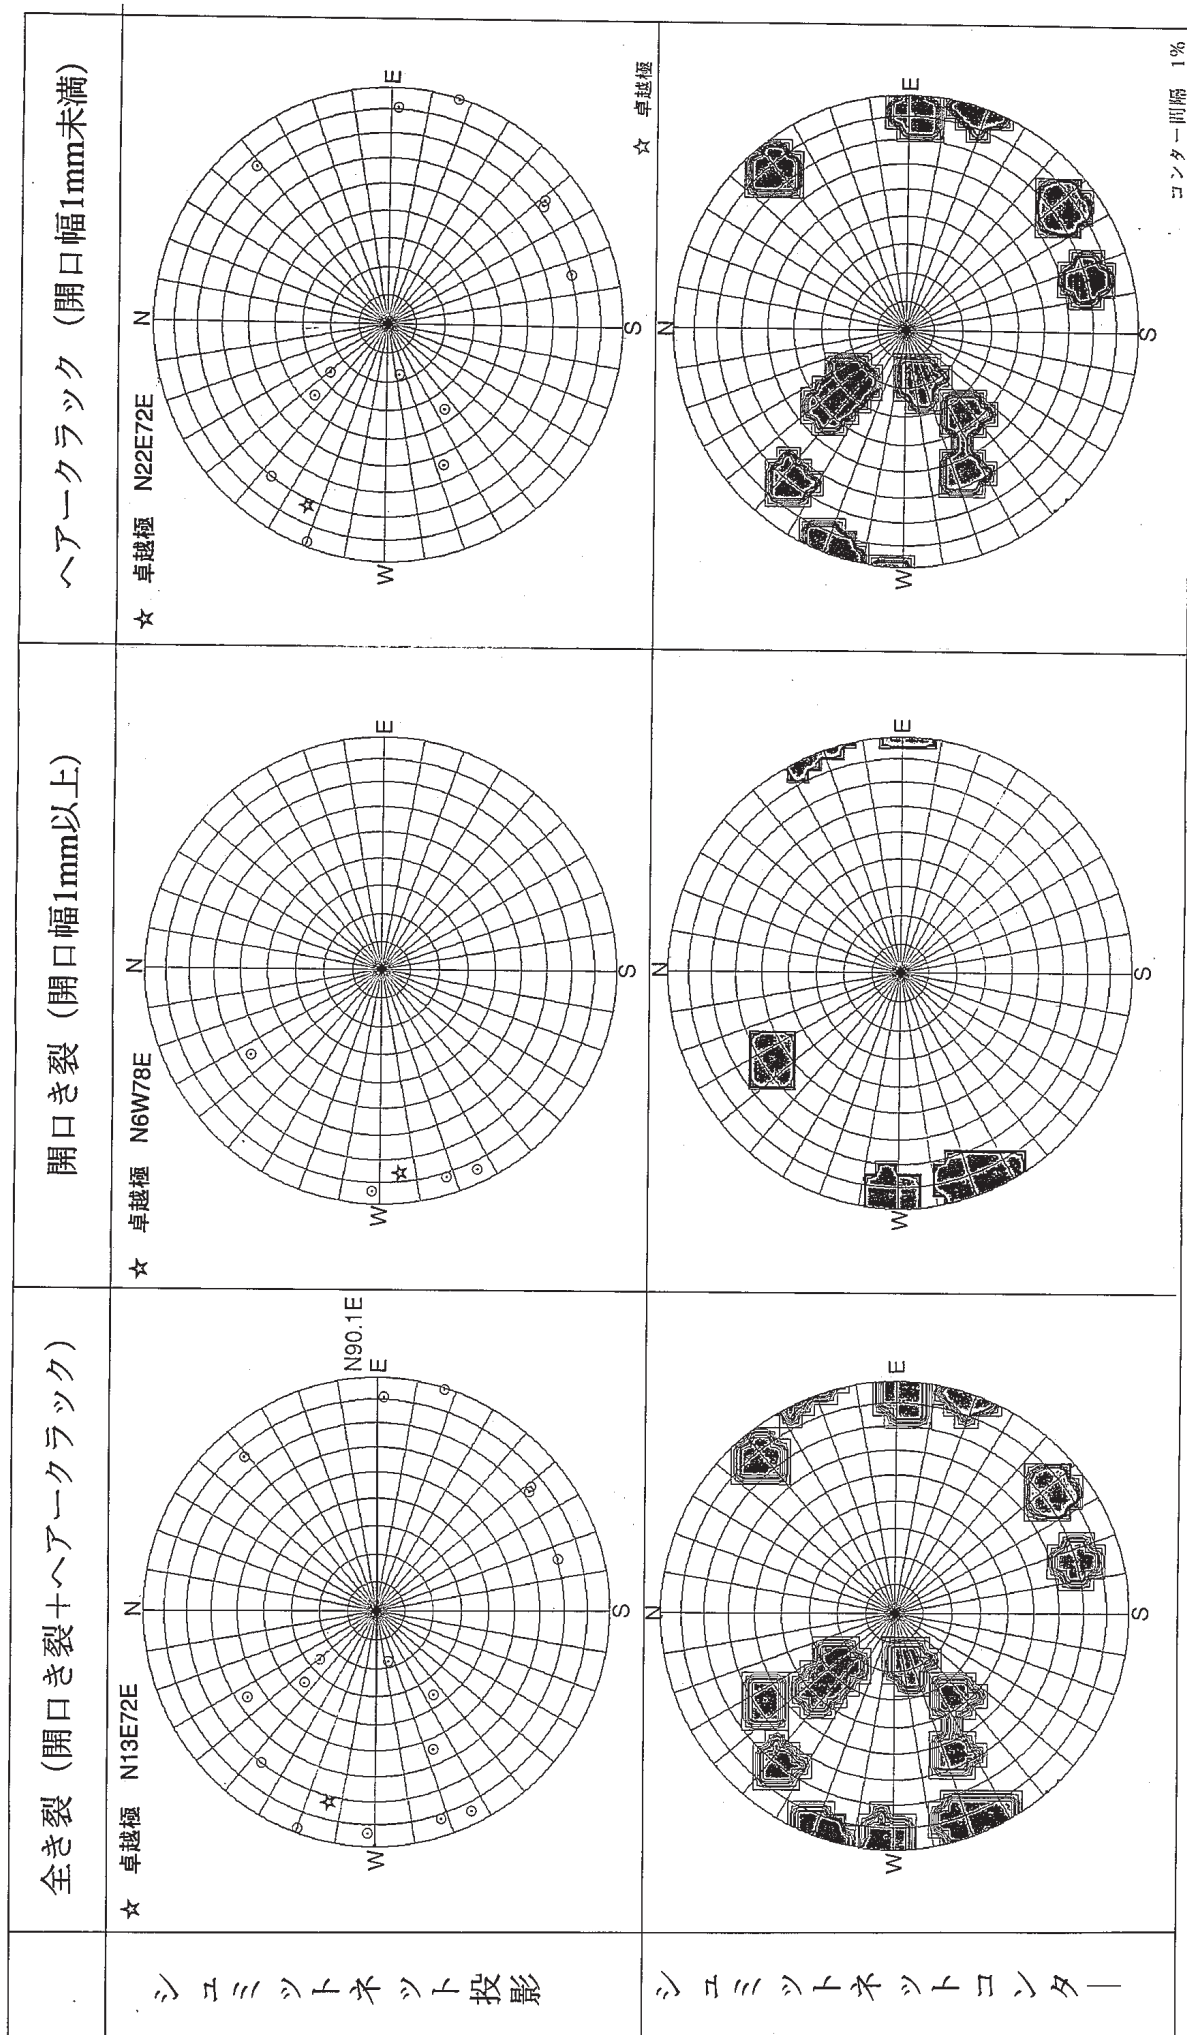 全き裂（開口き裂＋ヘアークラック）
開口き裂（開口幅1mm以上）
ヘアークラック（開口幅1mm未満）
シュミットネット投影
☆ 卓越極 N13E72E
N
N90.1E
E
S
W
☆ 卓越極 N6W78E
N
E
S
W
☆ 卓越極 N22E72E
N
E
S
W
シュミットネットコンター
N
E
S
W
N
E
S
W
☆ 卓越極
N
E
S
W
コンター間隔 1%